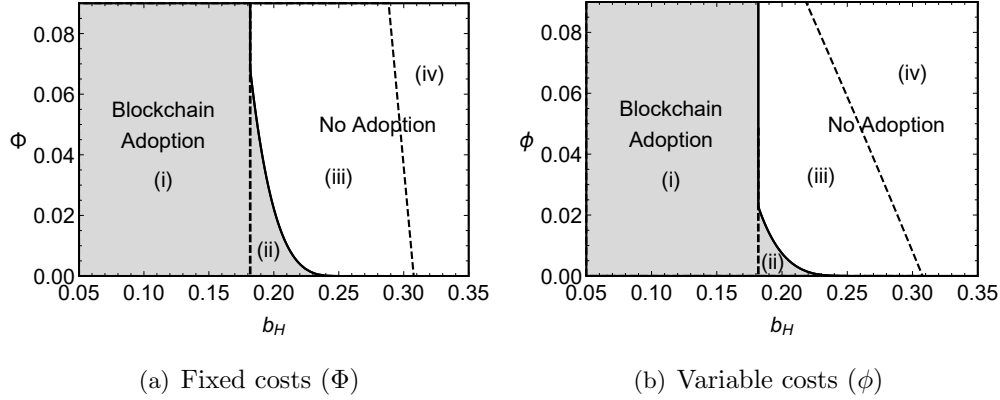 0.08
0.06
0.04
0.02
0.00
Φ
Blockchain
Adoption
(i)
(ii)
No Adoption
(iii)
(iv)
0.05 0.10 0.15 0.20 0.25 0.30 0.35
b_H
(a) Fixed costs (Φ)
0.08
0.06
0.04
0.02
0.00
ϕ
Blockchain
Adoption
(i)
(ii)
No Adoption
(iii)
(iv)
0.05 0.10 0.15 0.20 0.25 0.30 0.35
b_H
(b) Variable costs (ϕ)